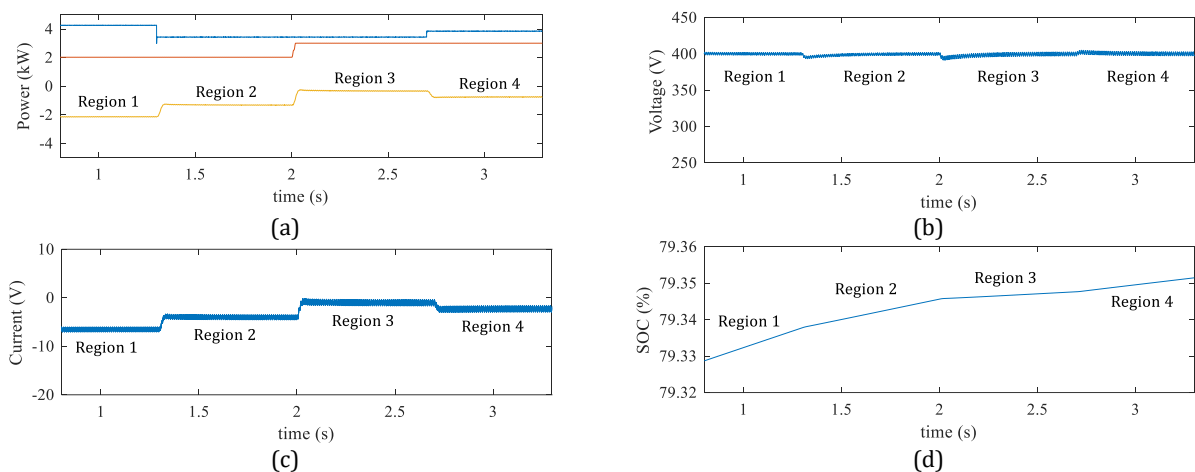 4
2
0
-2
-4
Power (kW)
Region 1
Region 2
Region 3
Region 4
1
1.5
2
2.5
3
time (s)
(a)
450
400
350
300
250
Voltage (V)
Region 1
Region 2
Region 3
Region 4
1
1.5
2
2.5
3
time (s)
(b)
10
0
-10
-20
Current (V)
Region 1
Region 2
Region 3
Region 4
1
1.5
2
2.5
3
time (s)
(c)
79.36
79.35
79.34
79.33
79.32
SOC (%)
Region 1
Region 2
Region 3
Region 4
1
1.5
2
2.5
3
time (s)
(d)